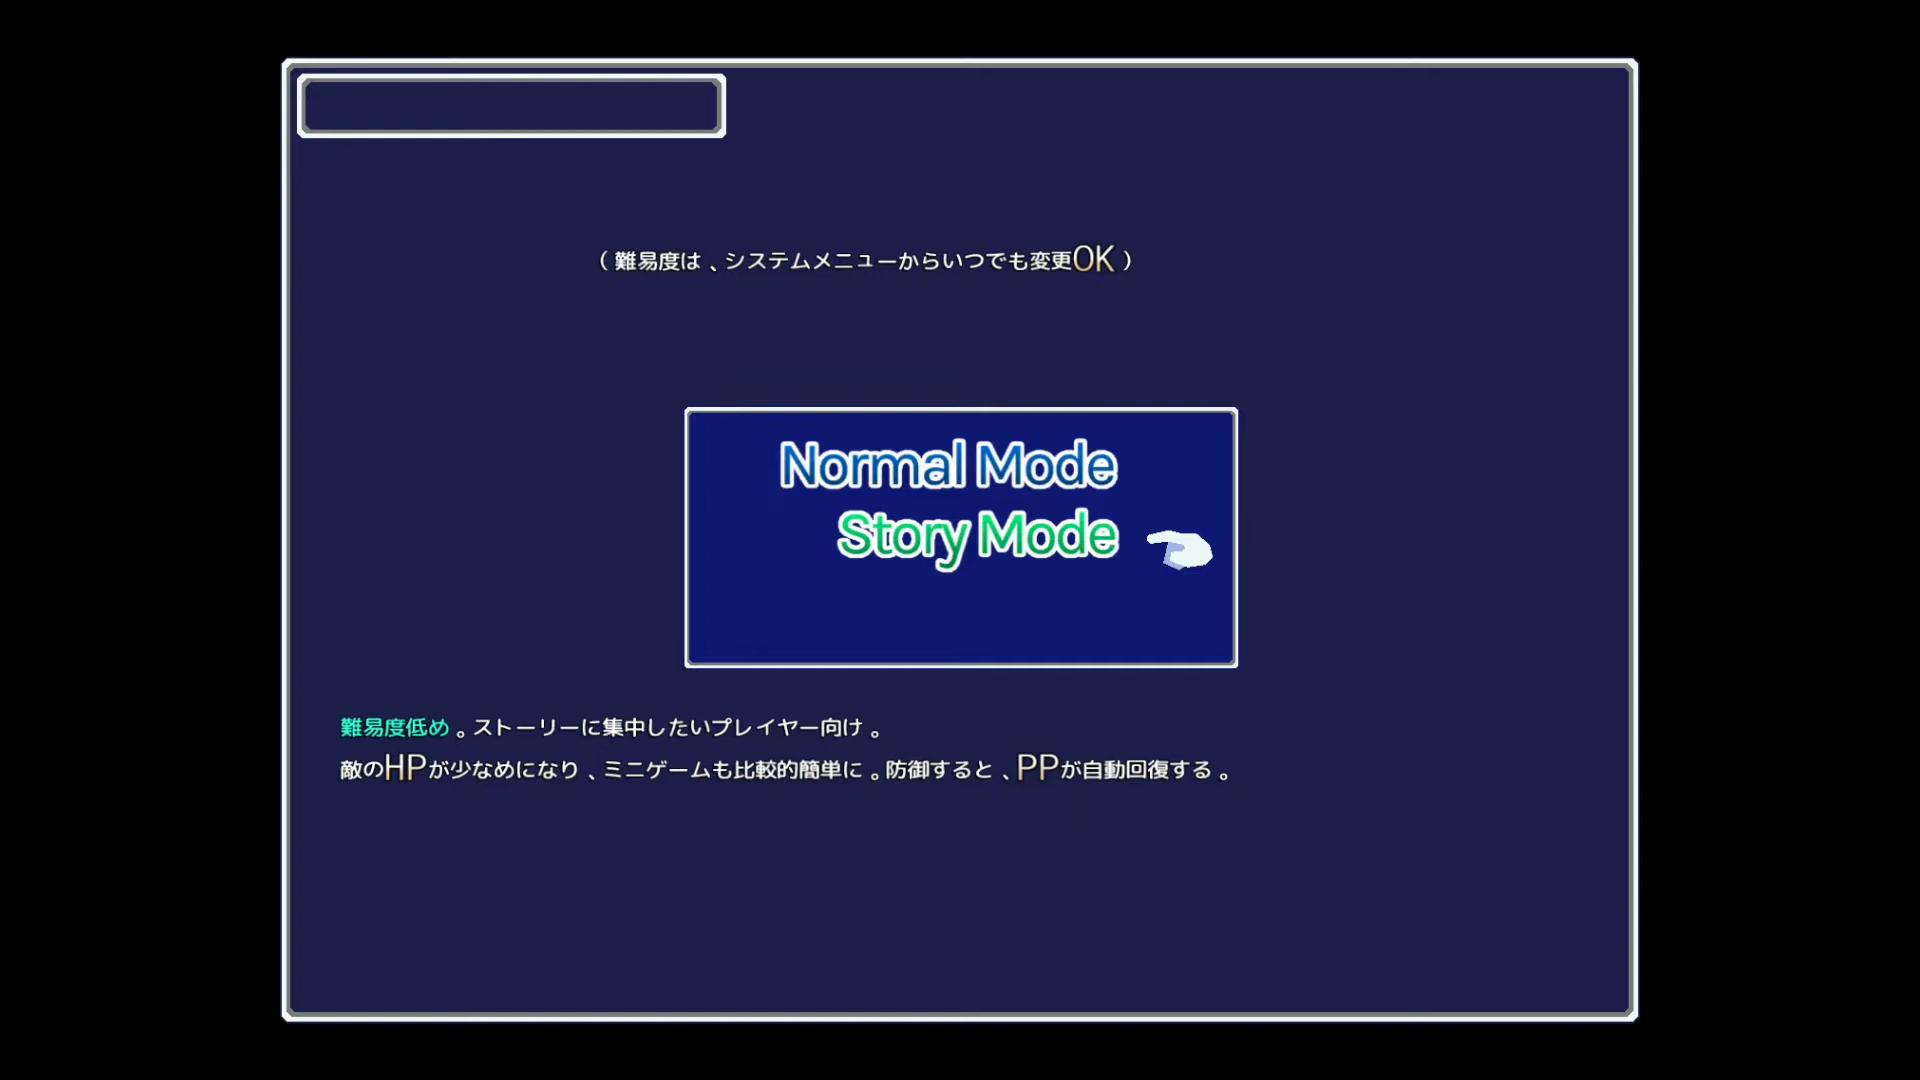 （難易度は、システムメニューからいつでも変更OK）
Normal Mode
Story Mode
難易度低め。ストーリーに集中したいプレイヤー向け。
敵のHPが少なめになり、ミニゲームも比較的簡単に。防御すると、PPが自動回復する。